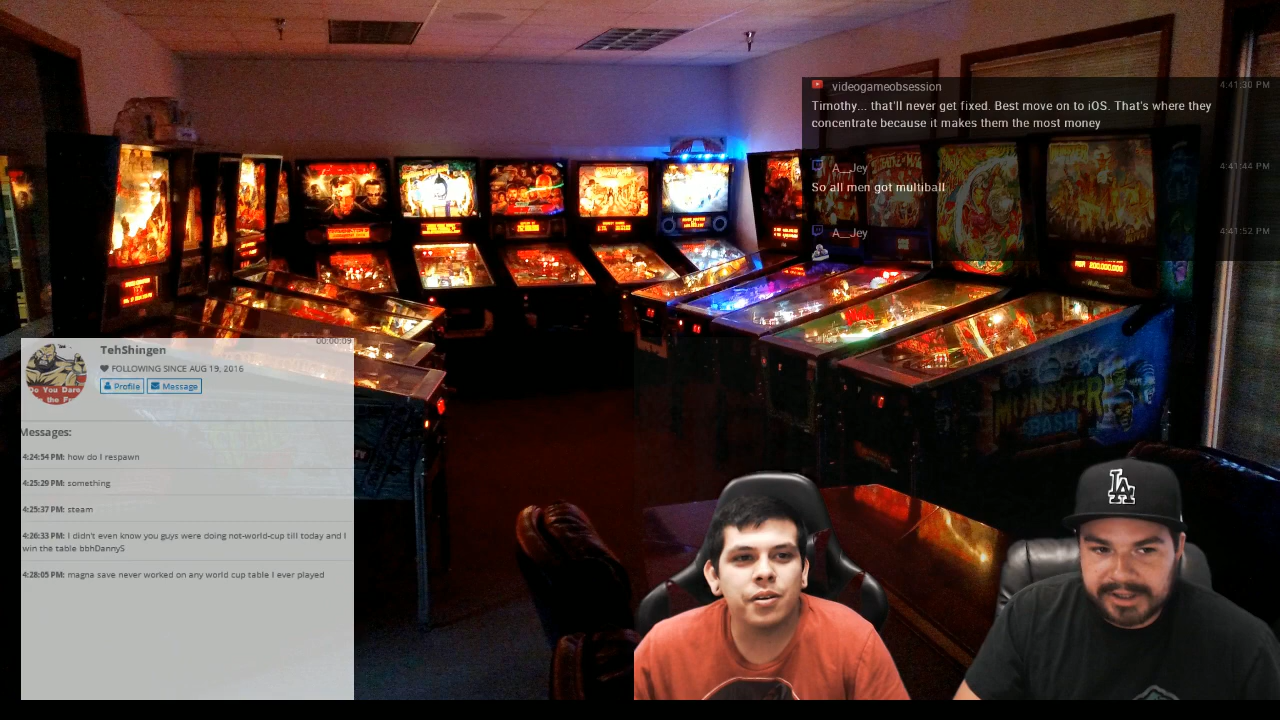 videogameobsession
4:41:30 PM
Timothy... that'll never get fixed. Best move on to iOS. That's where they
concentrate because it makes them the most money
A__Jey
4:41:44 PM
So all men got multiball
A__Jey
4:41:52 PM
00:00:09
TehShingen
FOLLOWING SINCE AUG 19, 2016
Profile Message
Do You Dare
Messages:
4:24:54 PM: how do I respawn
4:25:29 PM: something
4:25:37 PM: steam
4:26:33 PM: I didn't even know you guys were doing not-world-cup till today and I
win the table bbhDannyS
4:28:05 PM: magna save never worked on any world cup table I ever played
MONSTER
BASH
LA